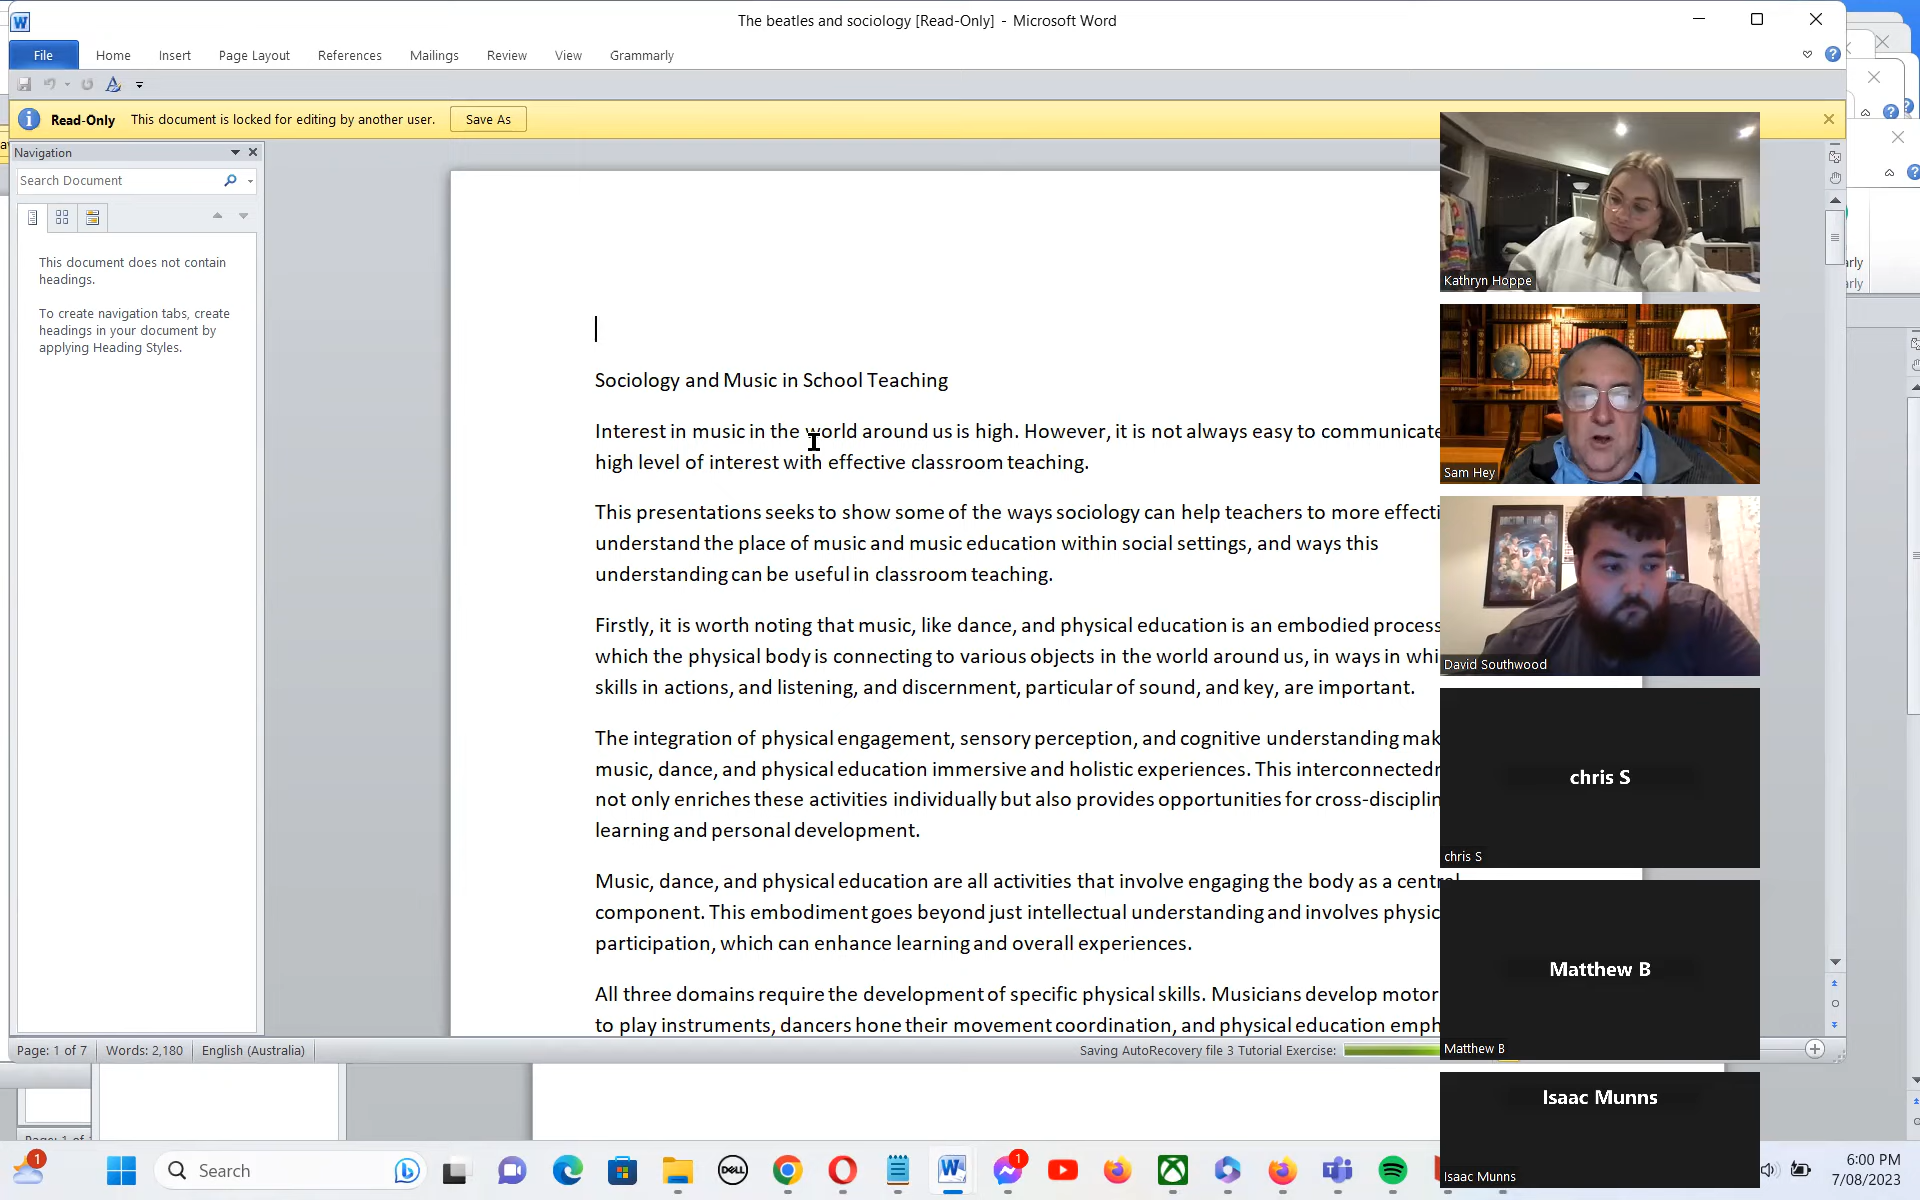 The beatles and sociology [Read-Only] - Microsoft Word
File Home Insert Page Layout References Mailings Review View Grammarly
Read-Only This document is locked for editing by another user. Save As
Navigation
Search Document
This document does not contain
headings.
To create navigation tabs, create
headings in your document by
applying Heading Styles.
Sociology and Music in School Teaching
Interest in music in the world around us is high. However, it is not always easy to communicate
high level of interest with effective classroom teaching.
This presentations seeks to show some of the ways sociology can help teachers to more effecti
understand the place of music and music education within social settings, and ways this
understanding can be useful in classroom teaching.
Firstly, it is worth noting that music, like dance, and physical education is an embodied process
which the physical body is connecting to various objects in the world around us, in ways in whi
skills in actions, and listening, and discernment, particular of sound, and key, are important.
The integration of physical engagement, sensory perception, and cognitive understanding mak
music, dance, and physical education immersive and holistic experiences. This interconnectedn
not only enriches these activities individually but also provides opportunities for cross-disciplin
learning and personal development.
Music, dance, and physical education are all activities that involve engaging the body as a central
component. This embodiment goes beyond just intellectual understanding and involves physic
participation, which can enhance learning and overall experiences.
All three domains require the development of specific physical skills. Musicians develop motor
to play instruments, dancers hone their movement coordination, and physical education emph
Kathryn Hoppe
Sam Hey
DOCTOR WHO
David Southwood
chris S
chris S
Matthew B
Matthew B
Isaac Munns
Isaac Munns
arly
arly
Page: 1 of 7 Words: 2,180 English (Australia) Saving AutoRecovery file 3 Tutorial Exercise:
Page: 1 of
1
Search
DELL
1
6:00 PM
7/08/2023